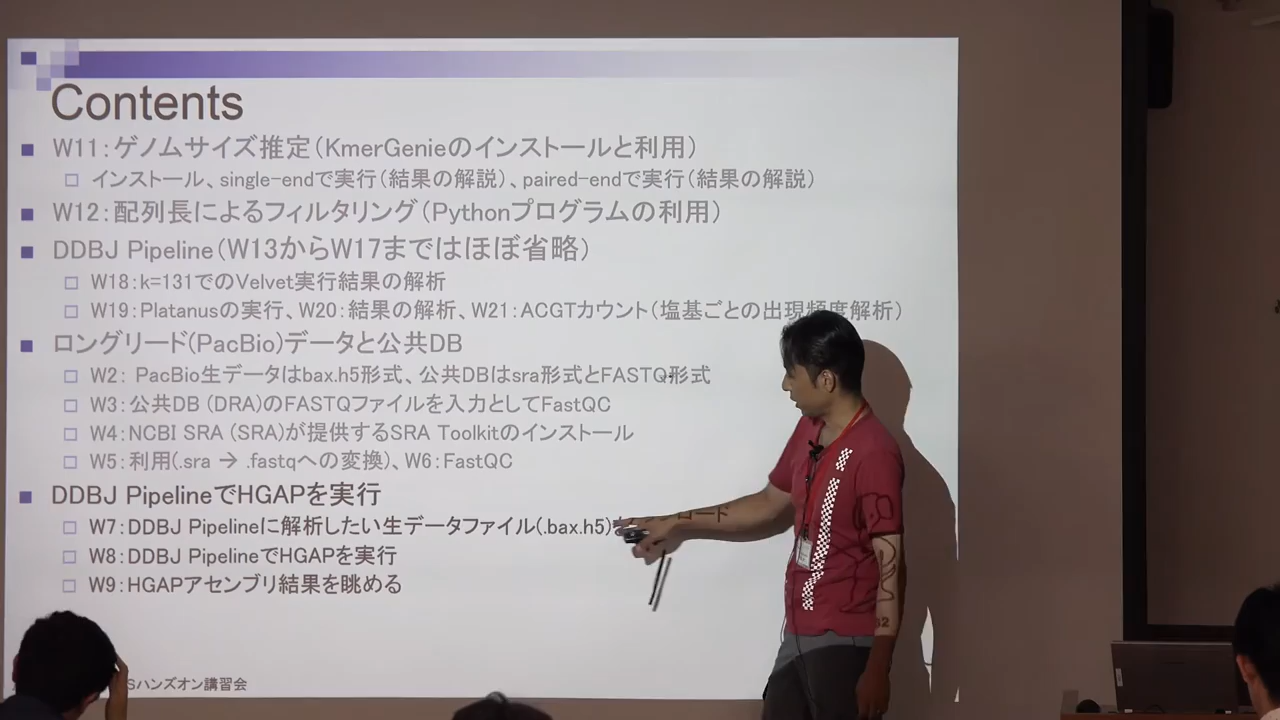 Contents
W11：ゲノムサイズ推定（KmerGenieのインストールと利用）
インストール、single-endで実行（結果の解説）、paired-endで実行（結果の解説）
W12：配列長によるフィルタリング（Pythonプログラムの利用）
DDBJ Pipeline（W13からW17まではほぼ省略）
W18：k=131でのVelvet実行結果の解析
W19：Platanusの実行、W20：結果の解析、W21：ACGTカウント（塩基ごとの出現頻度解析）
ロングリード(PacBio)データと公共DB
W2： PacBio生データはbax.h5形式、公共DBはsra形式とFASTQ形式
W3：公共DB (DRA)のFASTQファイルを入力としてFastQC
W4：NCBI SRA (SRA)が提供するSRA Toolkitのインストール
W5：利用(.sra → .fastqへの変換)、W6：FastQC
DDBJ PipelineでHGAPを実行
W7：DDBJ Pipelineに解析したい生データファイル(.bax.h5)を ロード
W8：DDBJ PipelineでHGAPを実行
W9：HGAPアセンブリ結果を眺める
Sハンズオン講習会